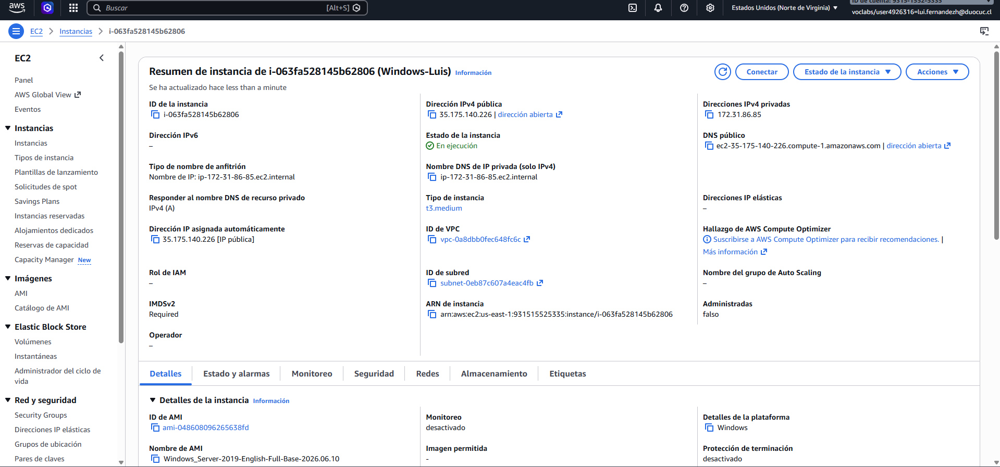 aws
Buscar
[Alt+S]
Estados Unidos (Norte de Virginia)
ID de cuenta: 9315-1552-5335
voclabs/user4926316=lui.fernandezh@duocuc.cl
EC2
Instancias
i-063fa528145b62806
EC2
Panel
AWS Global View
Eventos
Instancias
Instancias
Tipos de instancia
Plantillas de lanzamiento
Solicitudes de spot
Savings Plans
Instancias reservadas
Alojamientos dedicados
Reservas de capacidad
Capacity Manager New
Imágenes
AMI
Catálogo de AMI
Elastic Block Store
Volúmenes
Instantáneas
Administrador del ciclo de
vida
Red y seguridad
Security Groups
Direcciones IP elásticas
Grupos de ubicación
Pares de claves
Resumen de instancia de i-063fa528145b62806 (Windows-Luis) Información
Se ha actualizado hace less than a minute
Conectar
Estado de la instancia
Acciones
ID de la instancia
i-063fa528145b62806
Dirección IPv4 pública
35.175.140.226 | dirección abierta
Direcciones IPv4 privadas
172.31.86.85
Dirección IPv6
–
Estado de la instancia
En ejecución
DNS público
ec2-35-175-140-226.compute-1.amazonaws.com | dirección abierta
Tipo de nombre de anfitrión
Nombre de IP: ip-172-31-86-85.ec2.internal
Nombre DNS de IP privada (solo IPv4)
ip-172-31-86-85.ec2.internal
Responder al nombre DNS de recurso privado
IPv4 (A)
Tipo de instancia
t3.medium
Direcciones IP elásticas
–
Dirección IP asignada automáticamente
35.175.140.226 [IP pública]
ID de VPC
vpc-0a8dbb0fec648fc6c
Hallazgo de AWS Compute Optimizer
Suscribirse a AWS Compute Optimizer para recibir recomendaciones. |
Más información
Rol de IAM
–
ID de subred
subnet-0eb87c607a4eac4fb
Nombre del grupo de Auto Scaling
–
IMDSv2
Required
ARN de instancia
arn:aws:ec2:us-east-1:931515525335:instance/i-063fa528145b62806
Administradas
falso
Operador
–
Detalles
Estado y alarmas
Monitoreo
Seguridad
Redes
Almacenamiento
Etiquetas
Detalles de la instancia Información
ID de AMI
ami-048608096265638fd
Monitoreo
desactivado
Detalles de la plataforma
Windows
Nombre de AMI
Windows_Server-2019-English-Full-Base-2026.06.10
Imagen permitida
-
Protección de terminación
desactivado